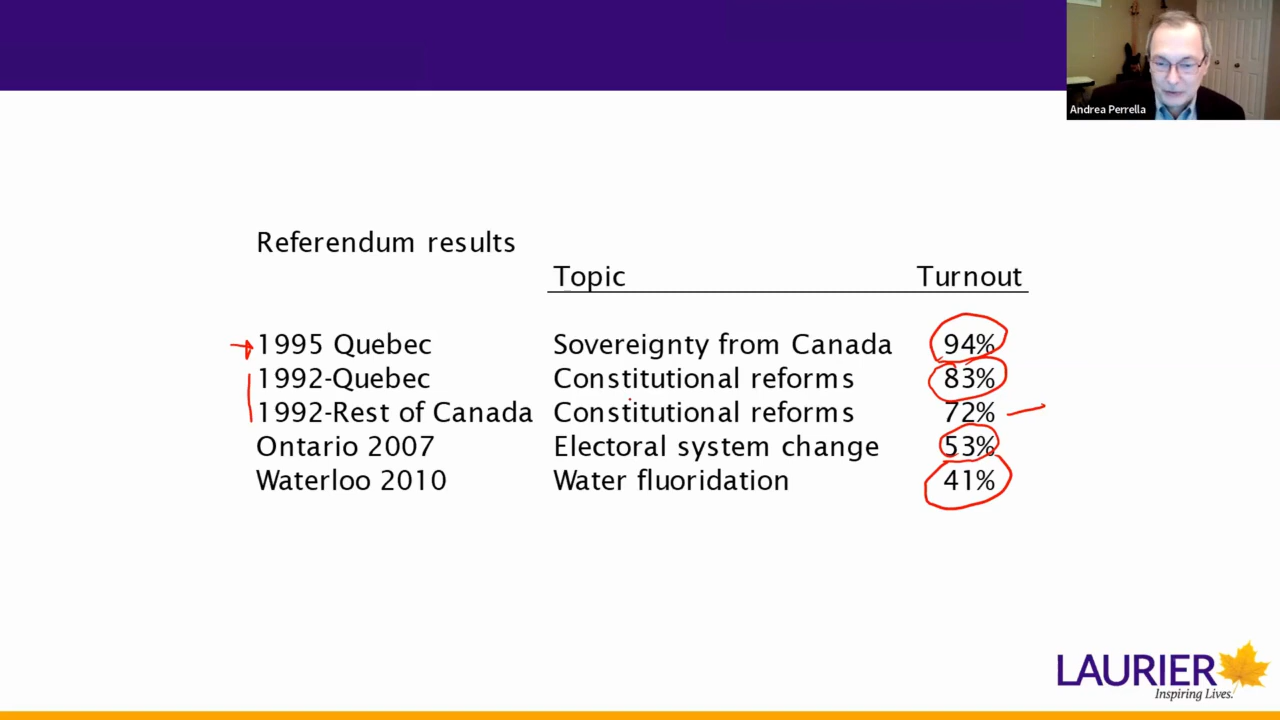 Andrea Perrella
Referendum results
Topic Turnout
1995 Quebec Sovereignty from Canada 94%
1992-Quebec Constitutional reforms 83%
1992-Rest of Canada Constitutional reforms 72%
Ontario 2007 Electoral system change 53%
Waterloo 2010 Water fluoridation 41%
LAURIER
Inspiring Lives.